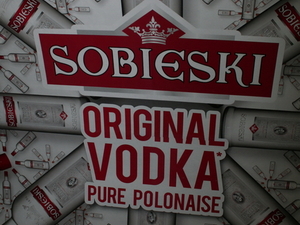 SOBIESKI
ORIGINAL
VODKA*
PURE POLONAISE